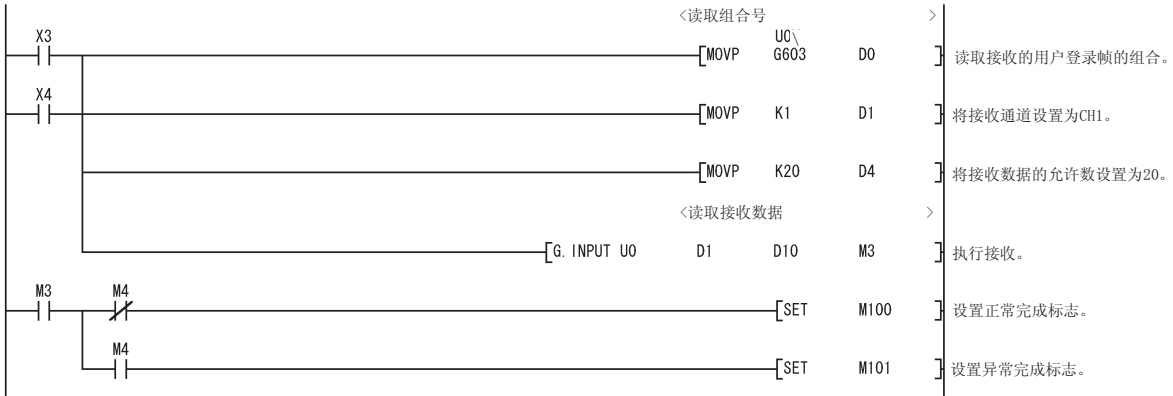 <读取组合号 >
X3
U0\
[MOVP G603 D0 ] 读取接收的用户登录帧的组合。
X4
[MOVP K1 D1 ] 将接收通道设置为CH1。
[MOVP K20 D4 ] 将接收数据的允许数设置为20。
<读取接收数据 >
[G. INPUT U0 D1 D10 M3 ] 执行接收。
M3 M4
[SET M100 ] 设置正常完成标志。
M4
[SET M101 ] 设置异常完成标志。